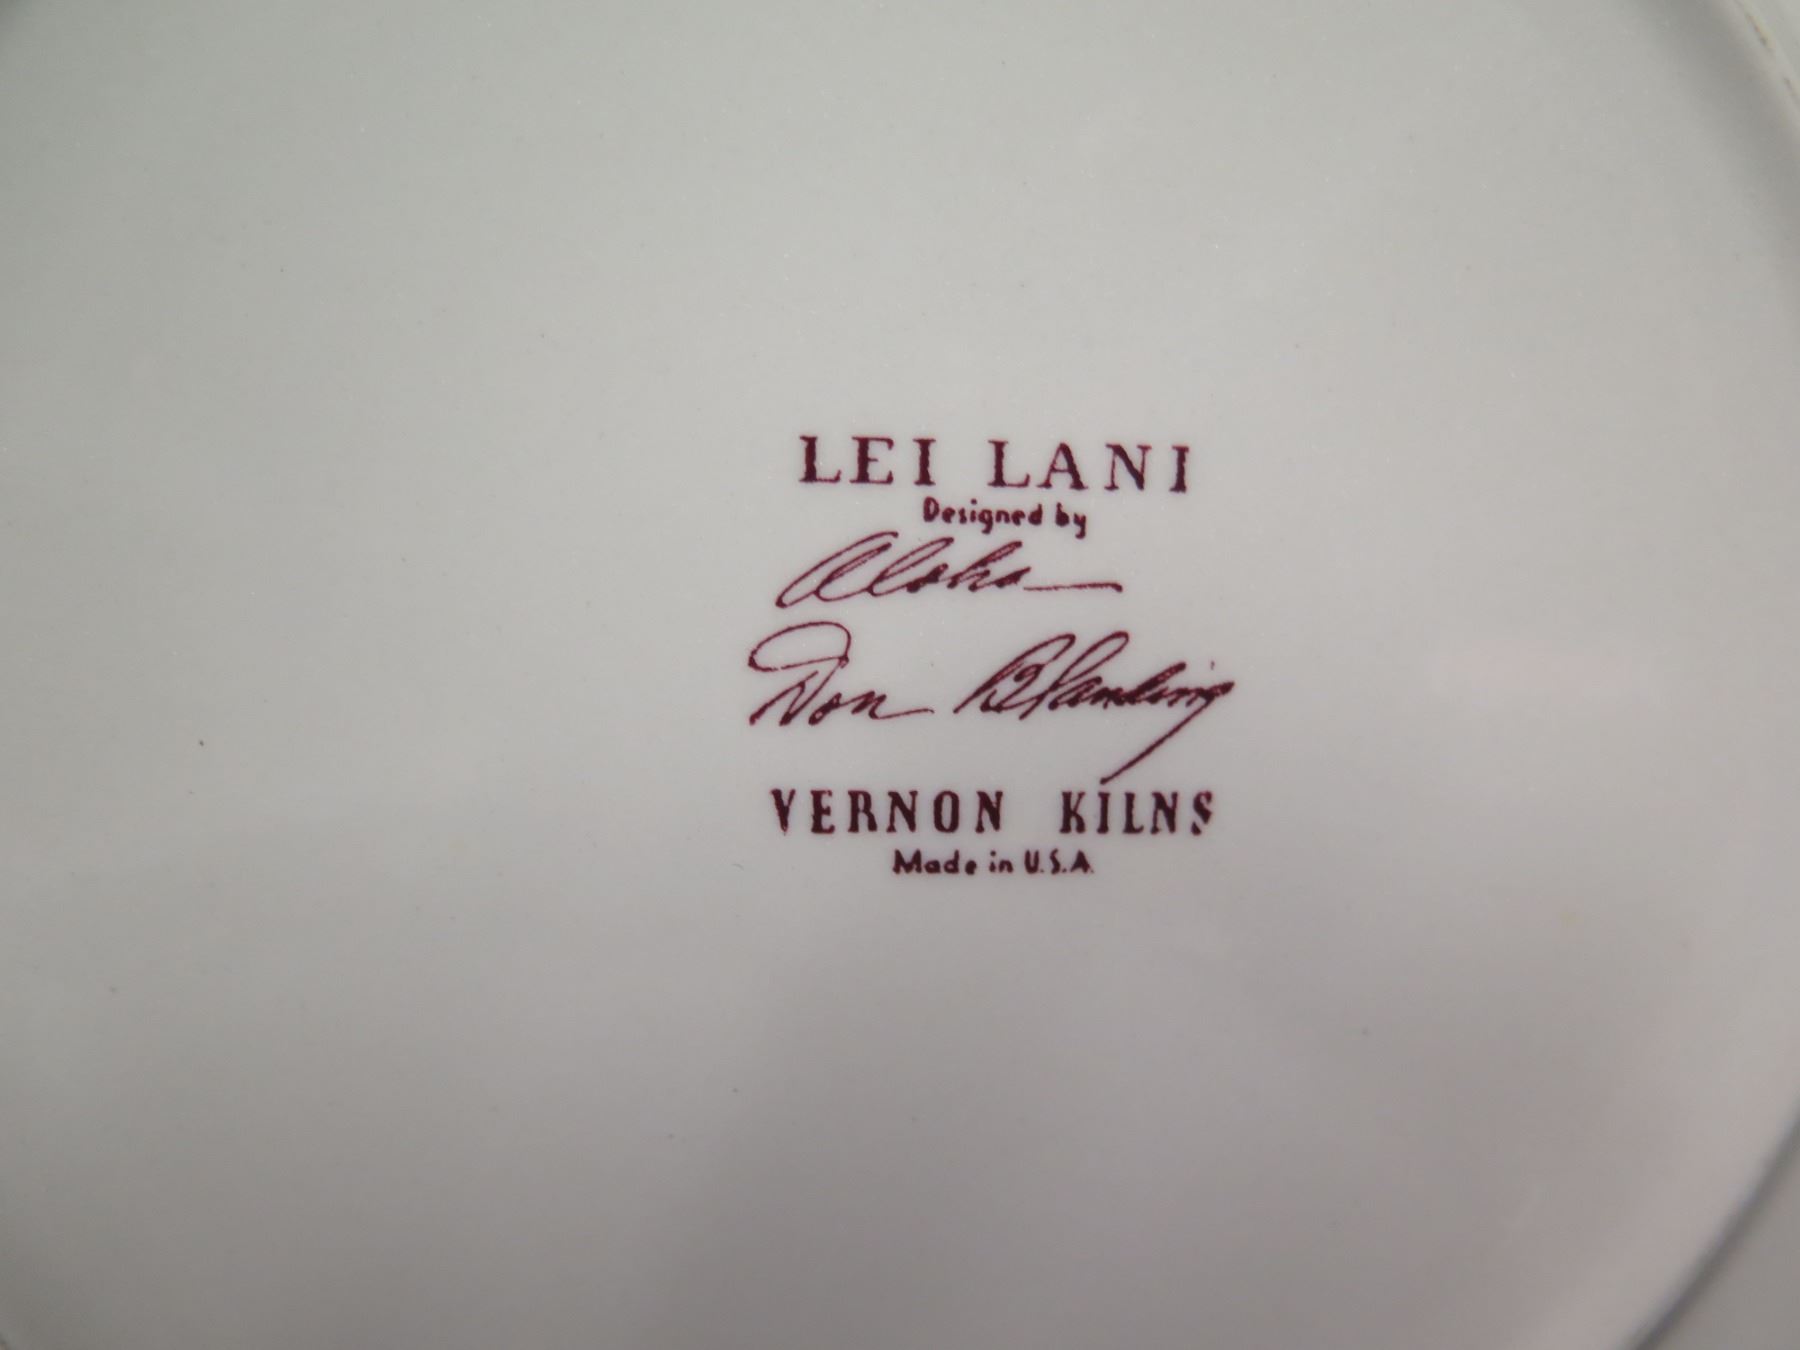 LEI LANI
Designed by
Aloha
Don Blanding
VERNON KILNS
Made in U.S.A.